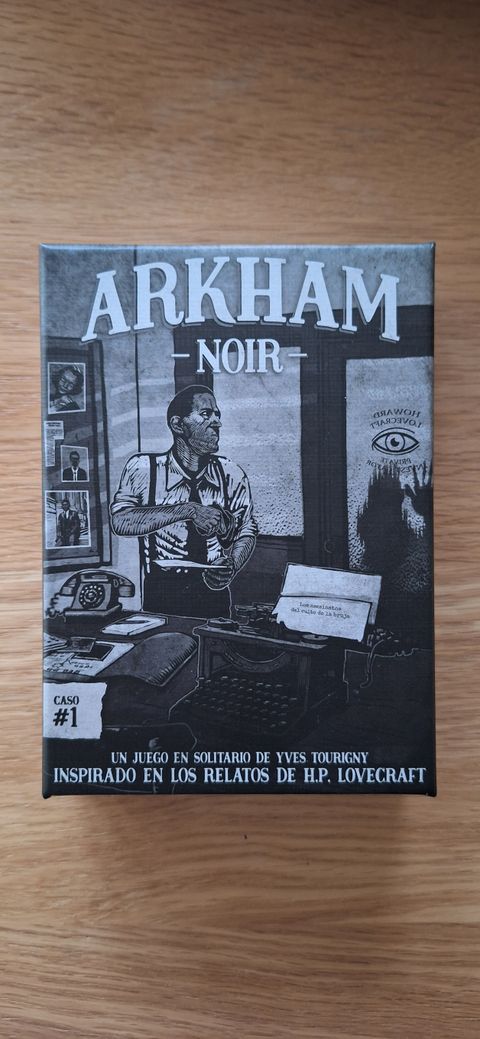 ARKHAM
- NOIR -
HOWARD
LOVECRAFT
PRIVATE
Los asesinatos
del culto de la bruja
CASO
#1
UN JUEGO EN SOLITARIO DE YVES TOURIGNY
INSPIRADO EN LOS RELATOS DE H.P. LOVECRAFT